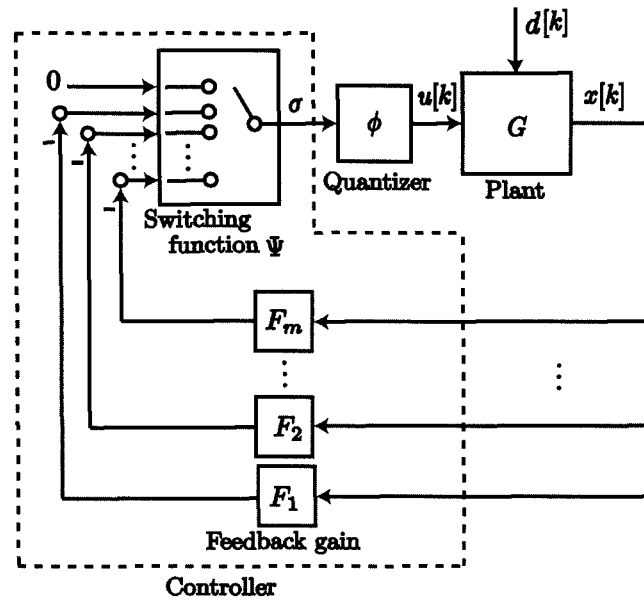 d[k]
0
σ
ϕ
u[k]
G
x[k]
Quantizer
Plant
Switching
function Ψ
F_m
F_2
F_1
Feedback gain
Controller